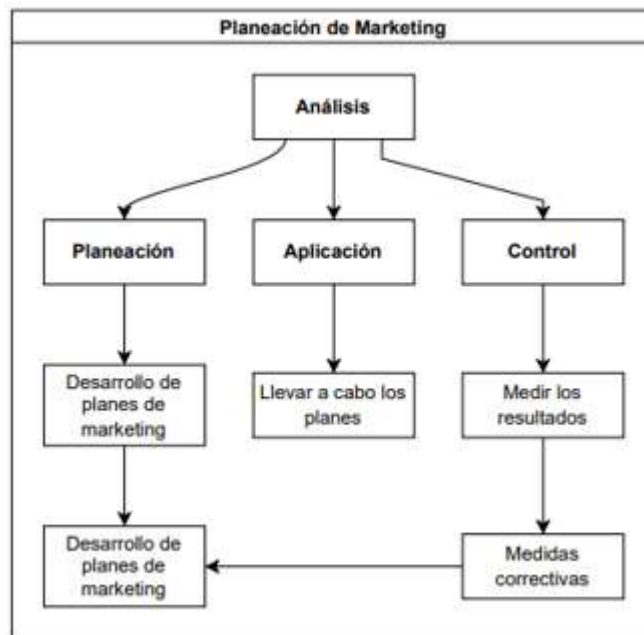 Planeación de Marketing
Análisis
Planeación
Aplicación
Control
Desarrollo de
planes de
marketing
Llevar a cabo los
planes
Medir los
resultados
Desarrollo de
planes de
marketing
Medidas
correctivas